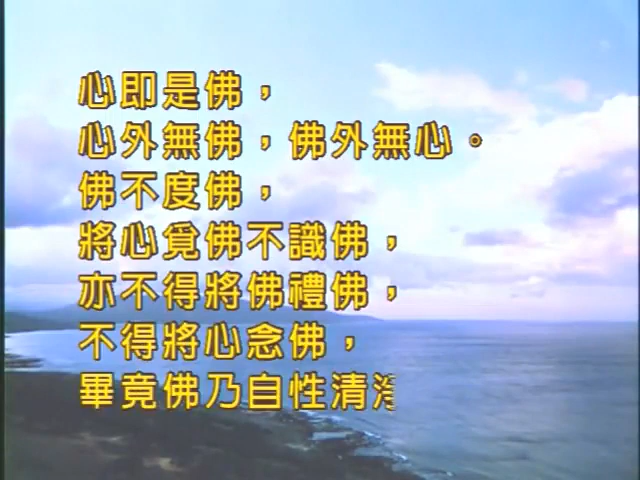 心即是佛，
心外無佛，佛外無心。
佛不度佛，
將心覓佛不識佛，
亦不得將佛禮佛，
不得將心念佛，
畢竟佛乃自性清